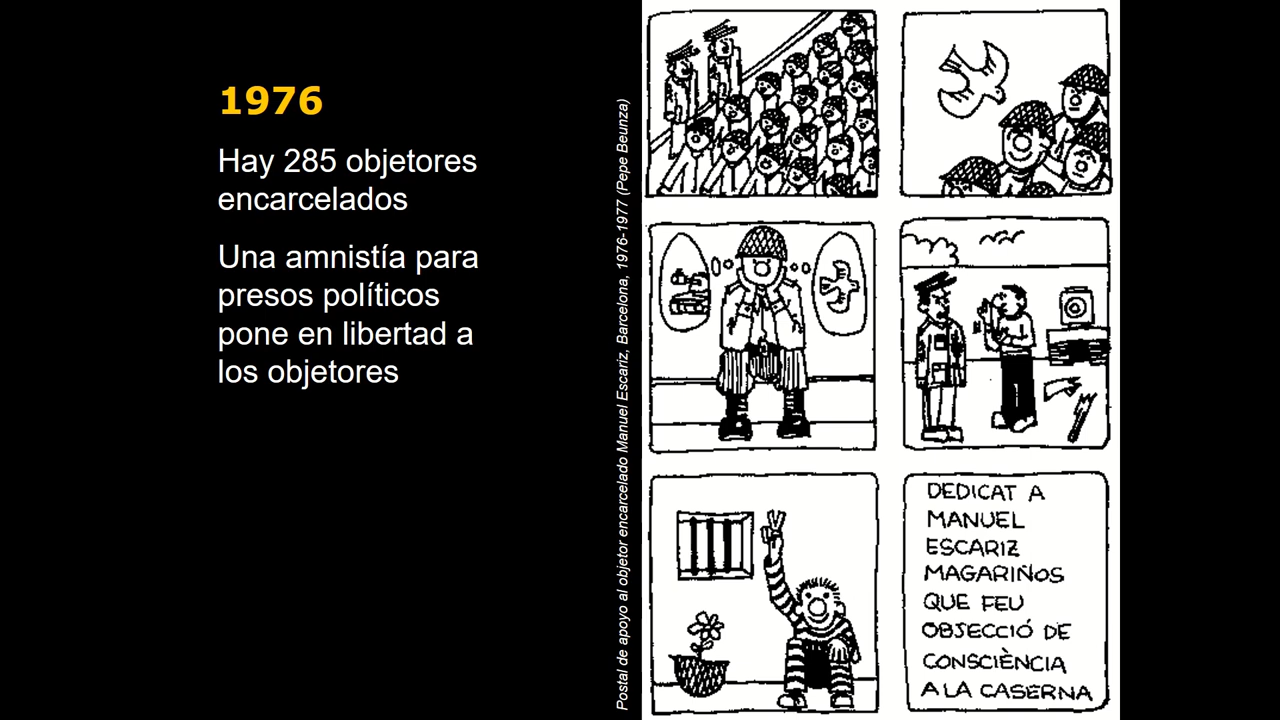 1976
Hay 285 objetores
encarcelados
Una amnistía para
presos políticos
pone en libertad a
los objetores
Postal de apoyo al objetor encarcelado Manuel Escariz, Barcelona, 1976-1977 (Pepe Beunza)
DEDICAT A
MANUEL
ESCARIZ
MAGARIÑOS
QUE FEU
OBJECCIÓ DE
CONSCIÈNCIA
A LA CASERNA